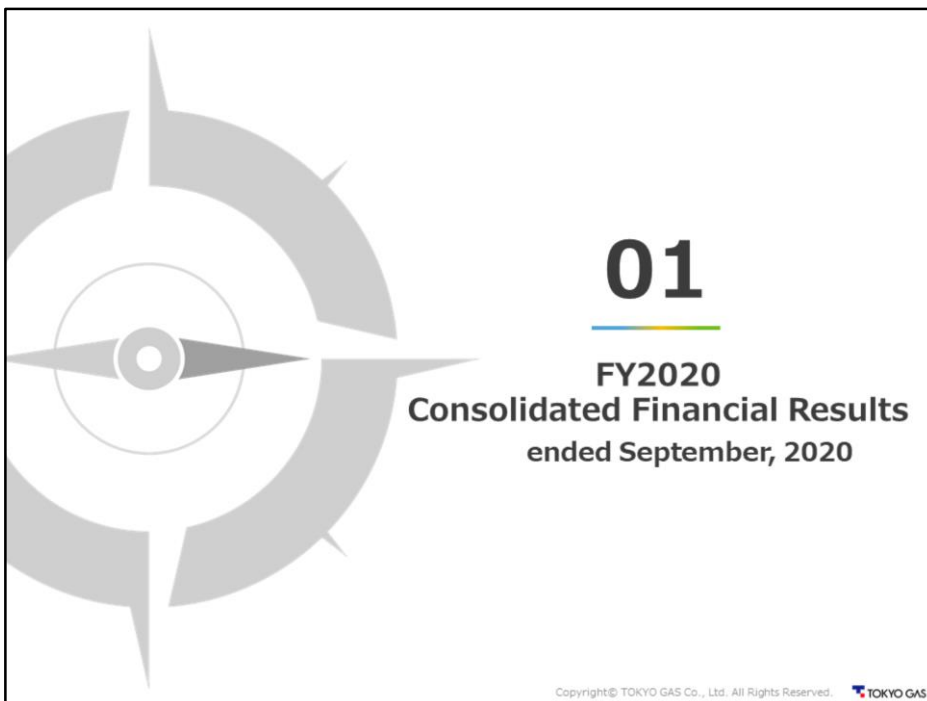 01
FY2020
Consolidated Financial Results
ended September, 2020
Copyright© TOKYO GAS Co., Ltd. All Rights Reserved.
TOKYO GAS